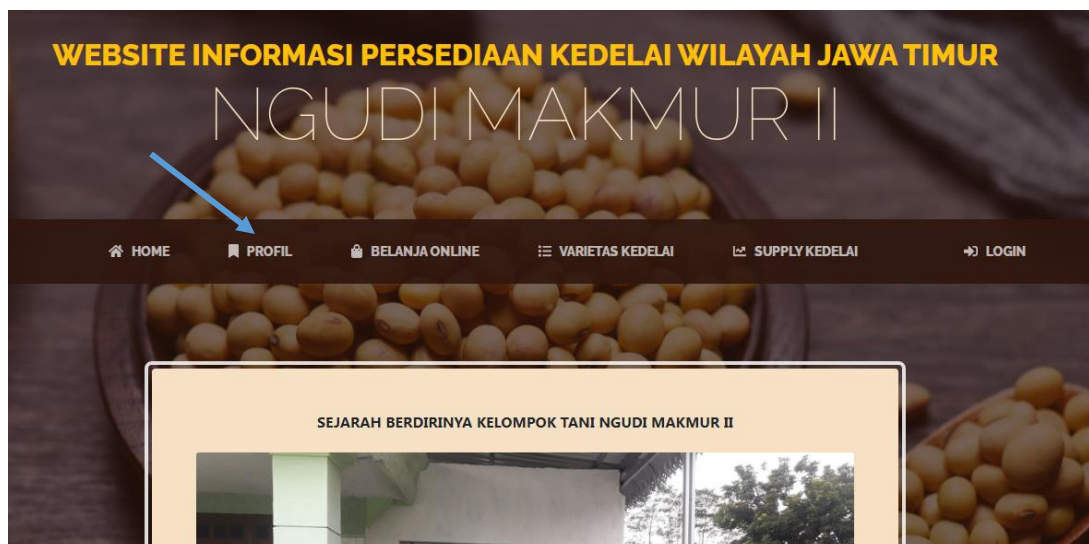 WEBSITE INFORMASI PERSEDIAAN KEDELAI WILAYAH JAWA TIMUR
NGUDI MAKMUR II
HOME PROFIL BELANJA ONLINE VARIETAS KEDELAI SUPPLY KEDELAI LOGIN
SEJARAH BERDIRINYA KELOMPOK TANI NGUDI MAKMUR II